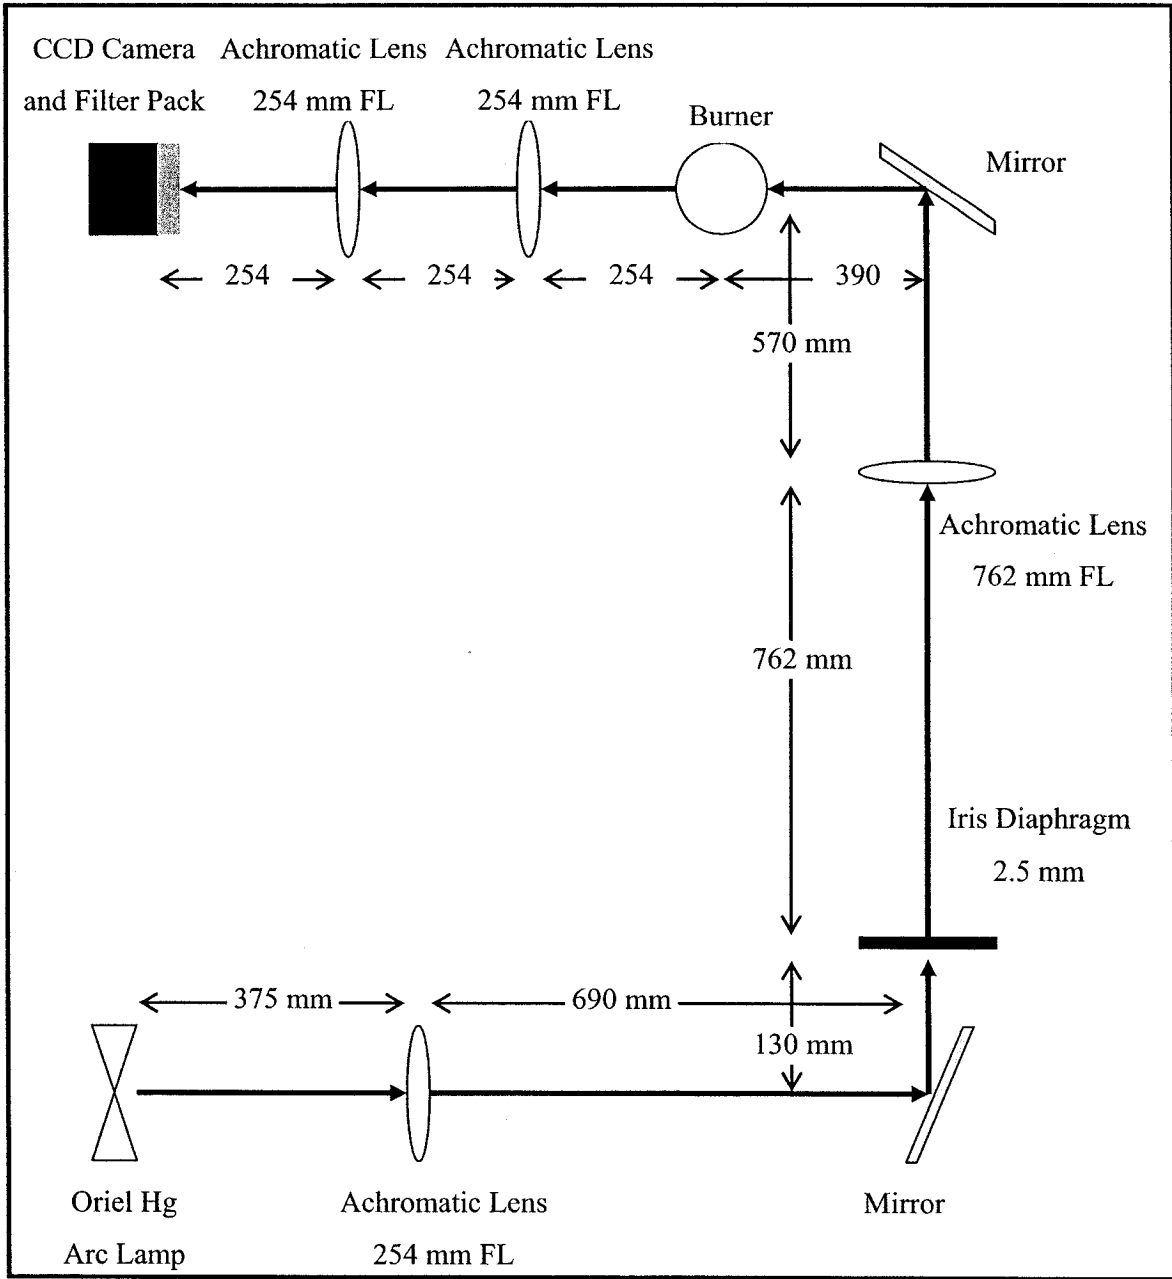 CCD Camera
and Filter Pack
Achromatic Lens
254 mm FL
Achromatic Lens
254 mm FL
Burner
Mirror
254
254
254
390
570 mm
Achromatic Lens
762 mm FL
762 mm
Iris Diaphragm
2.5 mm
375 mm
690 mm
130 mm
Oriel Hg
Arc Lamp
Achromatic Lens
254 mm FL
Mirror